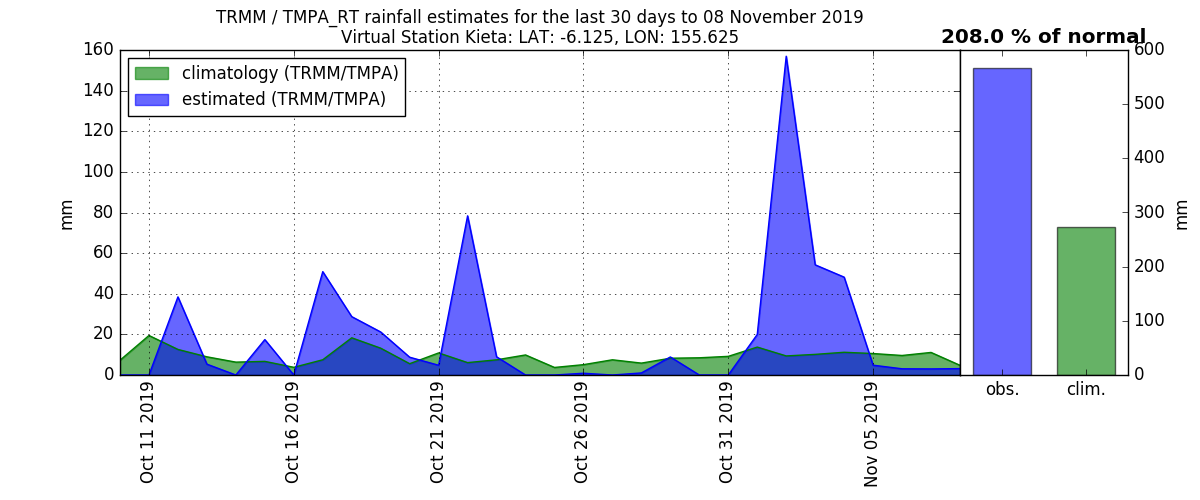 TRMM / TMPA_RT rainfall estimates for the last 30 days to 08 November 2019
Virtual Station Kieta: LAT: -6.125, LON: 155.625
208.0 % of normal
climatology (TRMM/TMPA)
estimated (TRMM/TMPA)
160
140
120
100
80
60
40
20
0
mm
Oct 11 2019
Oct 16 2019
Oct 21 2019
Oct 26 2019
Oct 31 2019
Nov 05 2019
600
500
400
300
200
100
0
mm
obs.
clim.